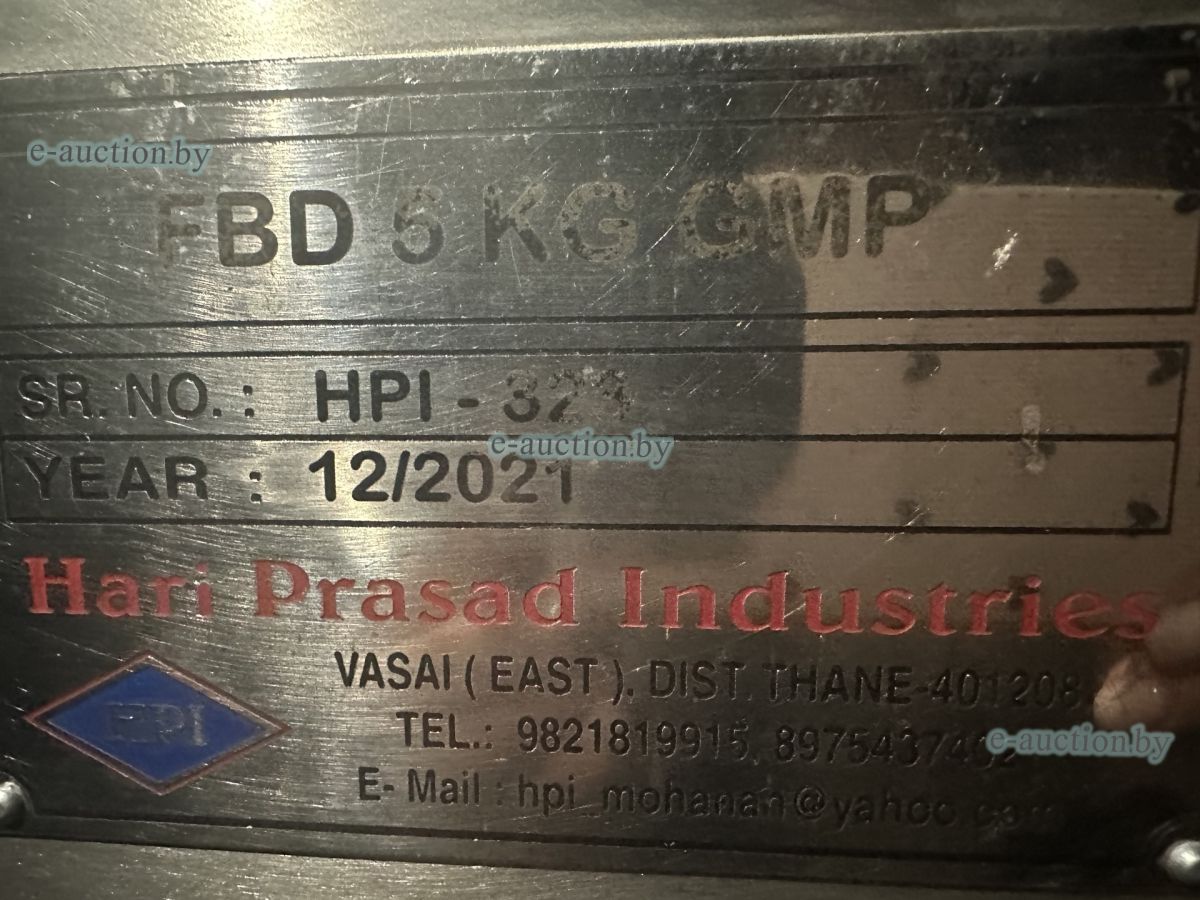 e-auction.by
FBD 5 KG GMP
SR. NO. : HPI -
e-auction.by
YEAR : 12/2021
Hari Prasad Industries
HPI
VASAI ( EAST ). DIST. THANE-401208.
TEL.: 9821819915,
e-auction.by
E- Mail : hpi_mohanan@yahoo.com